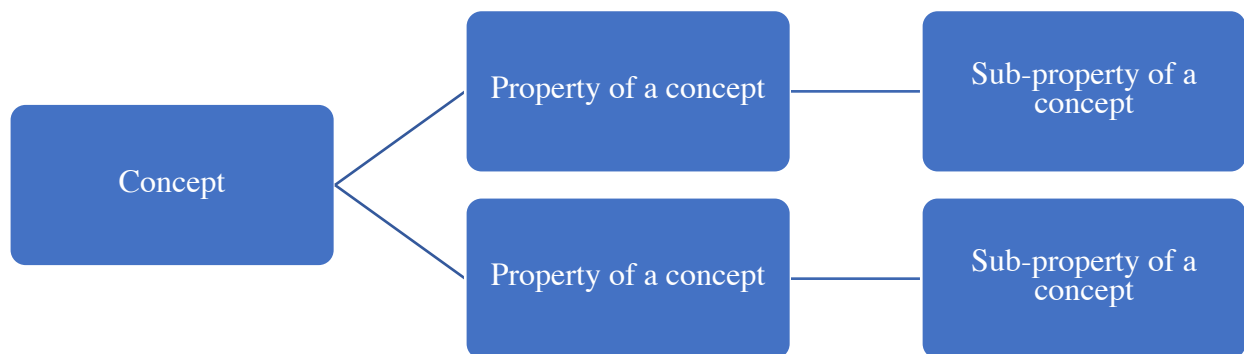 Concept
Property of a concept
Sub-property of a
concept
Property of a concept
Sub-property of a
concept